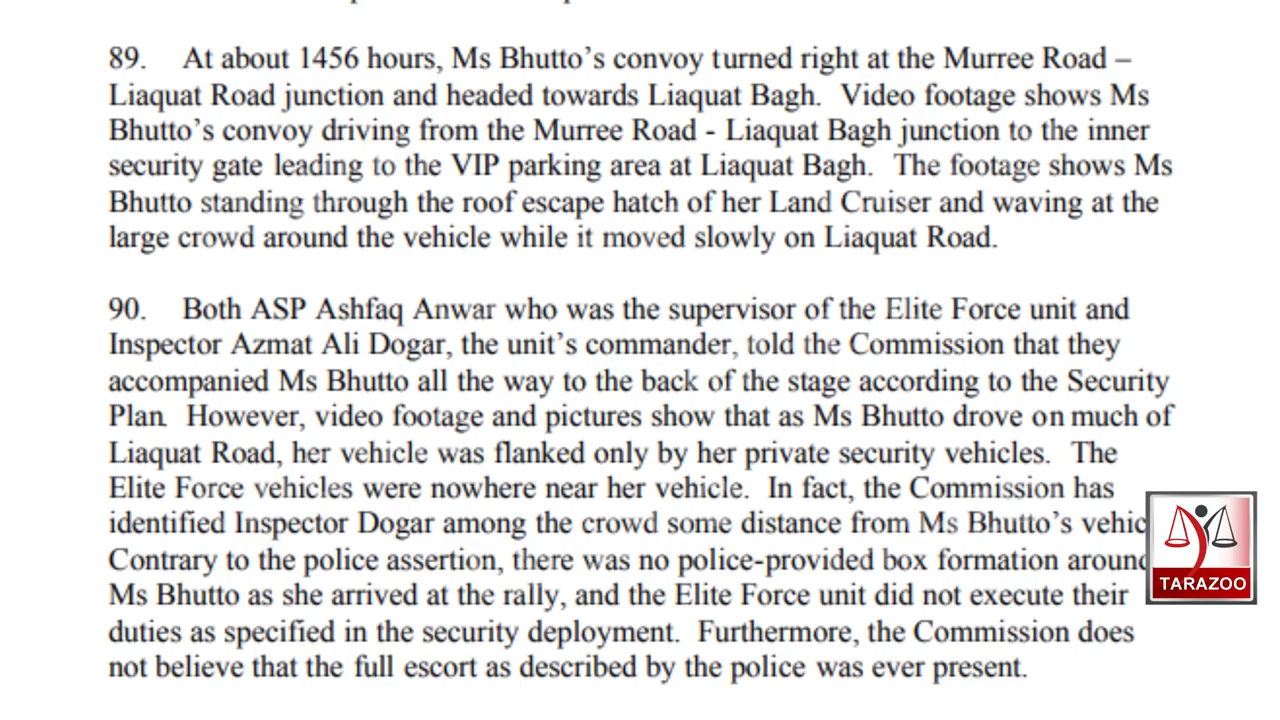 89. At about 1456 hours, Ms Bhutto’s convoy turned right at the Murree Road –
Liaquat Road junction and headed towards Liaquat Bagh. Video footage shows Ms
Bhutto’s convoy driving from the Murree Road - Liaquat Bagh junction to the inner
security gate leading to the VIP parking area at Liaquat Bagh. The footage shows Ms
Bhutto standing through the roof escape hatch of her Land Cruiser and waving at the
large crowd around the vehicle while it moved slowly on Liaquat Road.
90. Both ASP Ashfaq Anwar who was the supervisor of the Elite Force unit and
Inspector Azmat Ali Dogar, the unit’s commander, told the Commission that they
accompanied Ms Bhutto all the way to the back of the stage according to the Security
Plan. However, video footage and pictures show that as Ms Bhutto drove on much of
Liaquat Road, her vehicle was flanked only by her private security vehicles. The
Elite Force vehicles were nowhere near her vehicle. In fact, the Commission has
identified Inspector Dogar among the crowd some distance from Ms Bhutto’s vehic
Contrary to the police assertion, there was no police-provided box formation around
Ms Bhutto as she arrived at the rally, and the Elite Force unit did not execute their
duties as specified in the security deployment. Furthermore, the Commission does
not believe that the full escort as described by the police was ever present.
TARAZOO